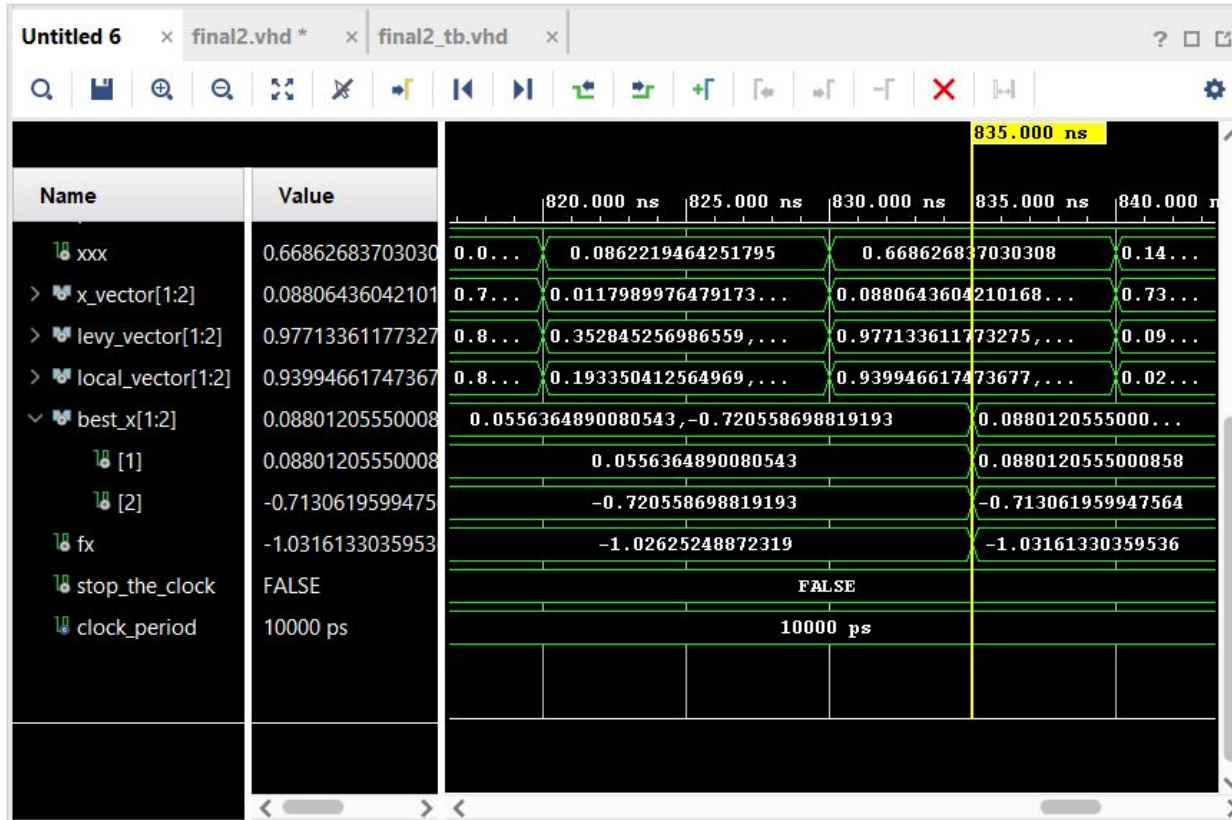 Untitled 6 × final2.vhd * × final2_tb.vhd ×
?
835.000 ns
Name Value 820.000 ns 825.000 ns 830.000 ns 835.000 ns 840.000 n
xxx 0.66862683703030 0.0... 0.0862219464251795 0.668626837030308 0.14...
> x_vector[1:2] 0.08806436042101 0.7... 0.0117989976479173... 0.0880643604210168... 0.73...
> levy_vector[1:2] 0.97713361177327 0.8... 0.352845256986559,... 0.977133611773275,... 0.09...
> local_vector[1:2] 0.93994661747367 0.8... 0.193350412564969,... 0.939946617473677,... 0.02...
best_x[1:2] 0.08801205550008 0.0556364890080543,-0.720558698819193 0.0880120555000...
[1] 0.08801205550008 0.0556364890080543 0.0880120555000858
[2] -0.7130619599475 -0.720558698819193 -0.713061959947564
fx -1.0316133035953 -1.02625248872319 -1.03161330359536
stop_the_clock FALSE FALSE
clock_period 10000 ps 10000 ps